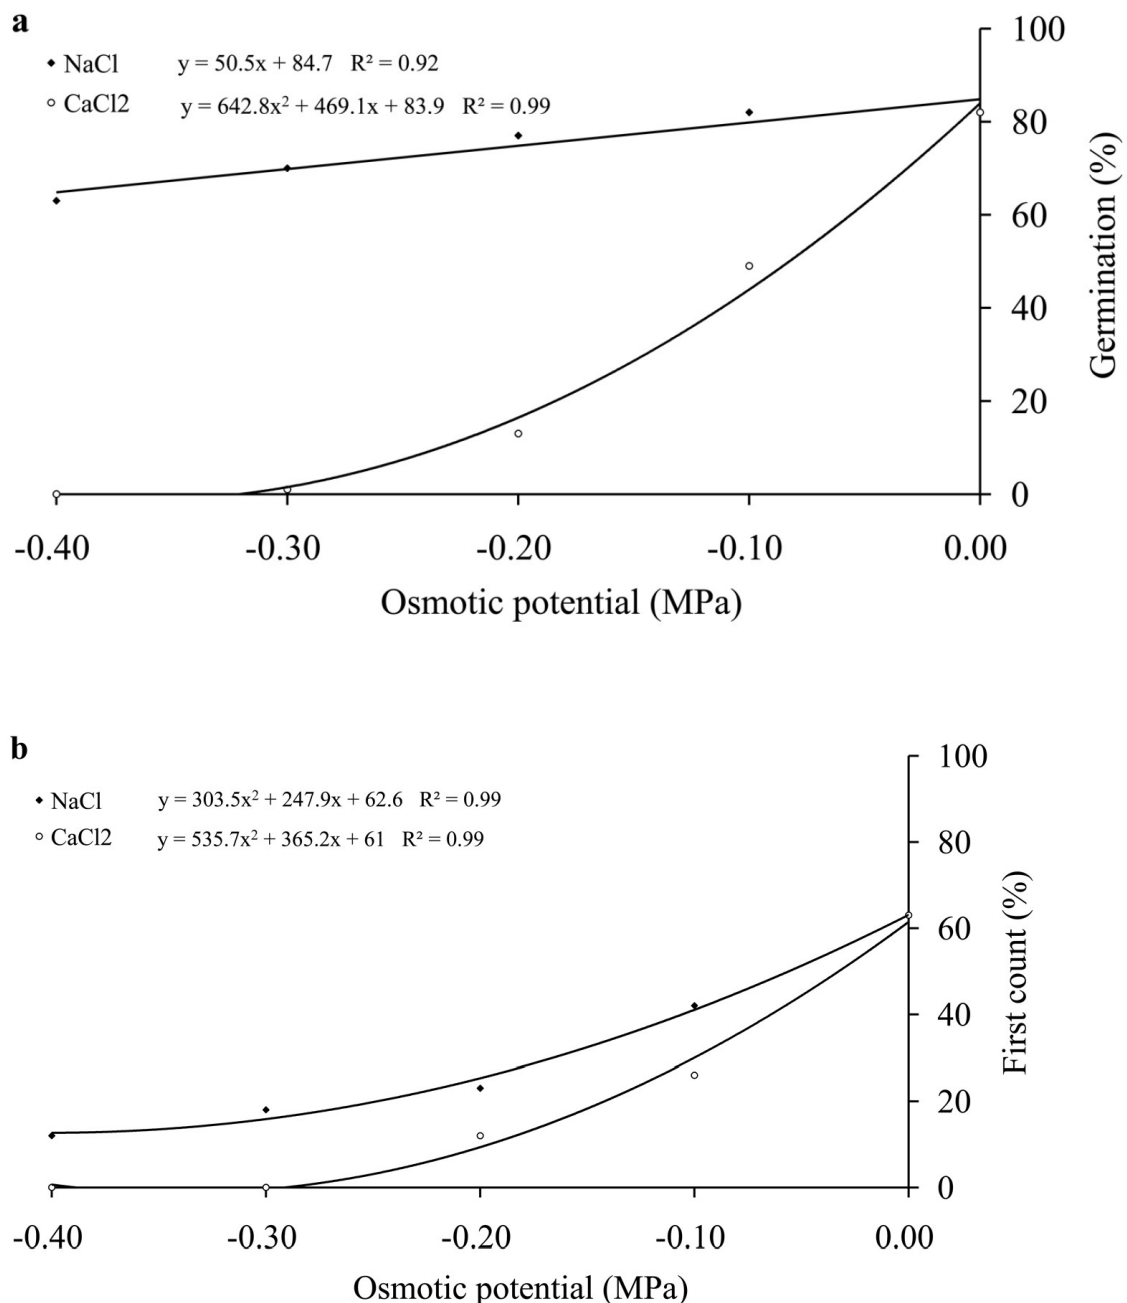 a
NaCl y = 50.5x + 84.7 R² = 0.92
CaCl2 y = 642.8x² + 469.1x + 83.9 R² = 0.99
100
80
60
40
20
0
Germination (%)
-0.40 -0.30 -0.20 -0.10 0.00
Osmotic potential (MPa)
b
NaCl y = 303.5x² + 247.9x + 62.6 R² = 0.99
CaCl2 y = 535.7x² + 365.2x + 61 R² = 0.99
100
80
60
40
20
0
First count (%)
-0.40 -0.30 -0.20 -0.10 0.00
Osmotic potential (MPa)